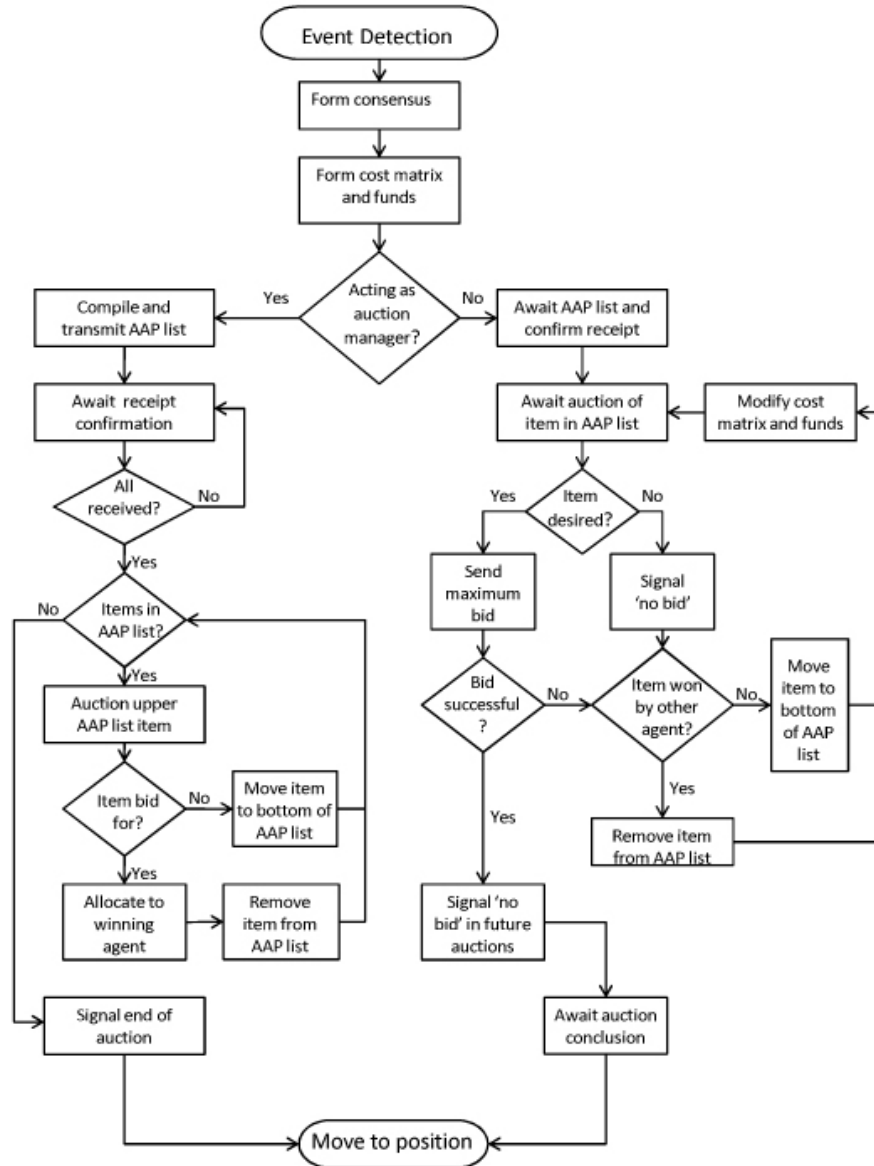 Event Detection
Form consensus
Form cost matrix
and funds
Acting as
auction
manager?
Yes
No
Compile and
transmit AAP list
Await receipt
confirmation
All
received?
No
Yes
Items in
AAP list?
No
Yes
Auction upper
AAP list item
Item bid
for?
No
Move item
to bottom of
AAP list
Yes
Allocate to
winning
agent
Remove
item from
AAP list
Signal end of
auction
Await AAP list and
confirm receipt
Await auction of
item in AAP list
Modify cost
matrix and funds
Item
desired?
Yes
No
Send
maximum
bid
Signal
‘no bid’
Bid
successful
?
No
Item won
by other
agent?
No
Move
item to
bottom
of AAP
list
Yes
Remove item
from AAP list
Yes
Signal ‘no
bid’ in future
auctions
Await auction
conclusion
Move to position